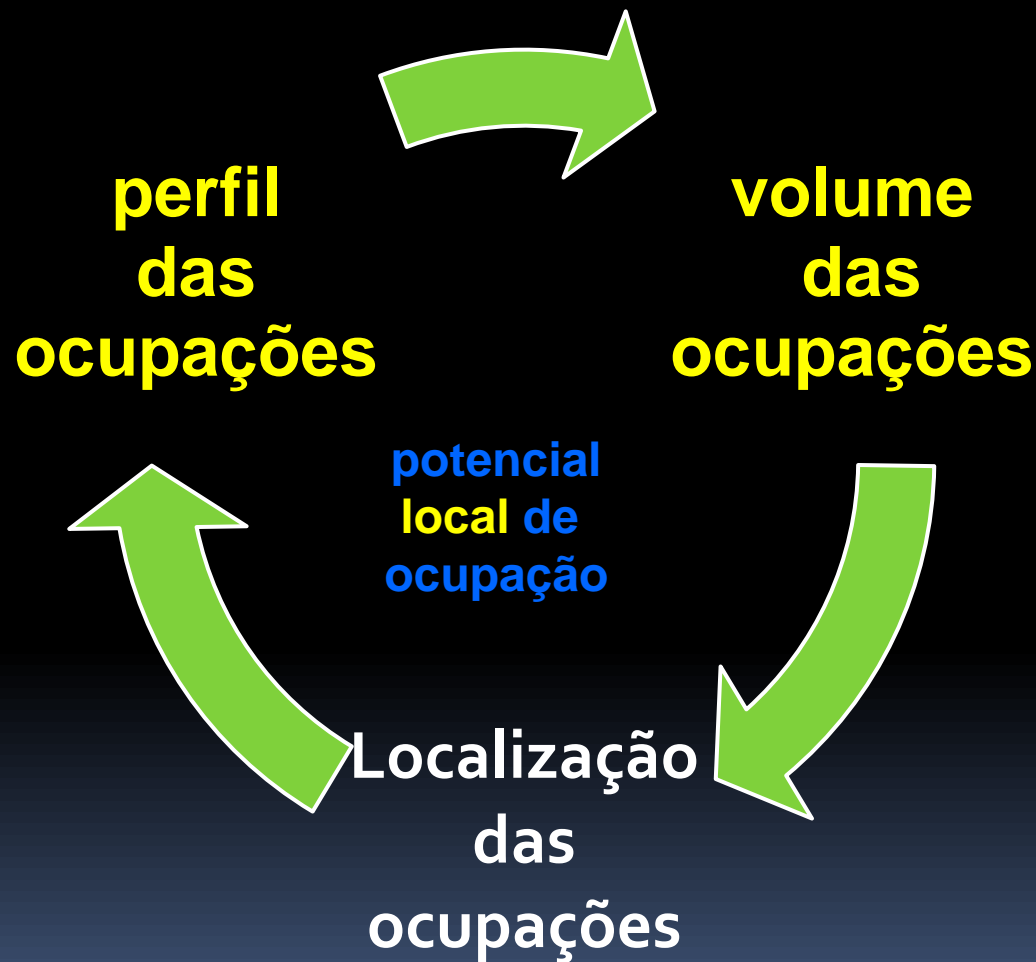 perfil
das
ocupações
volume
das
ocupações
potencial
local de
ocupação
Localização
das
ocupações